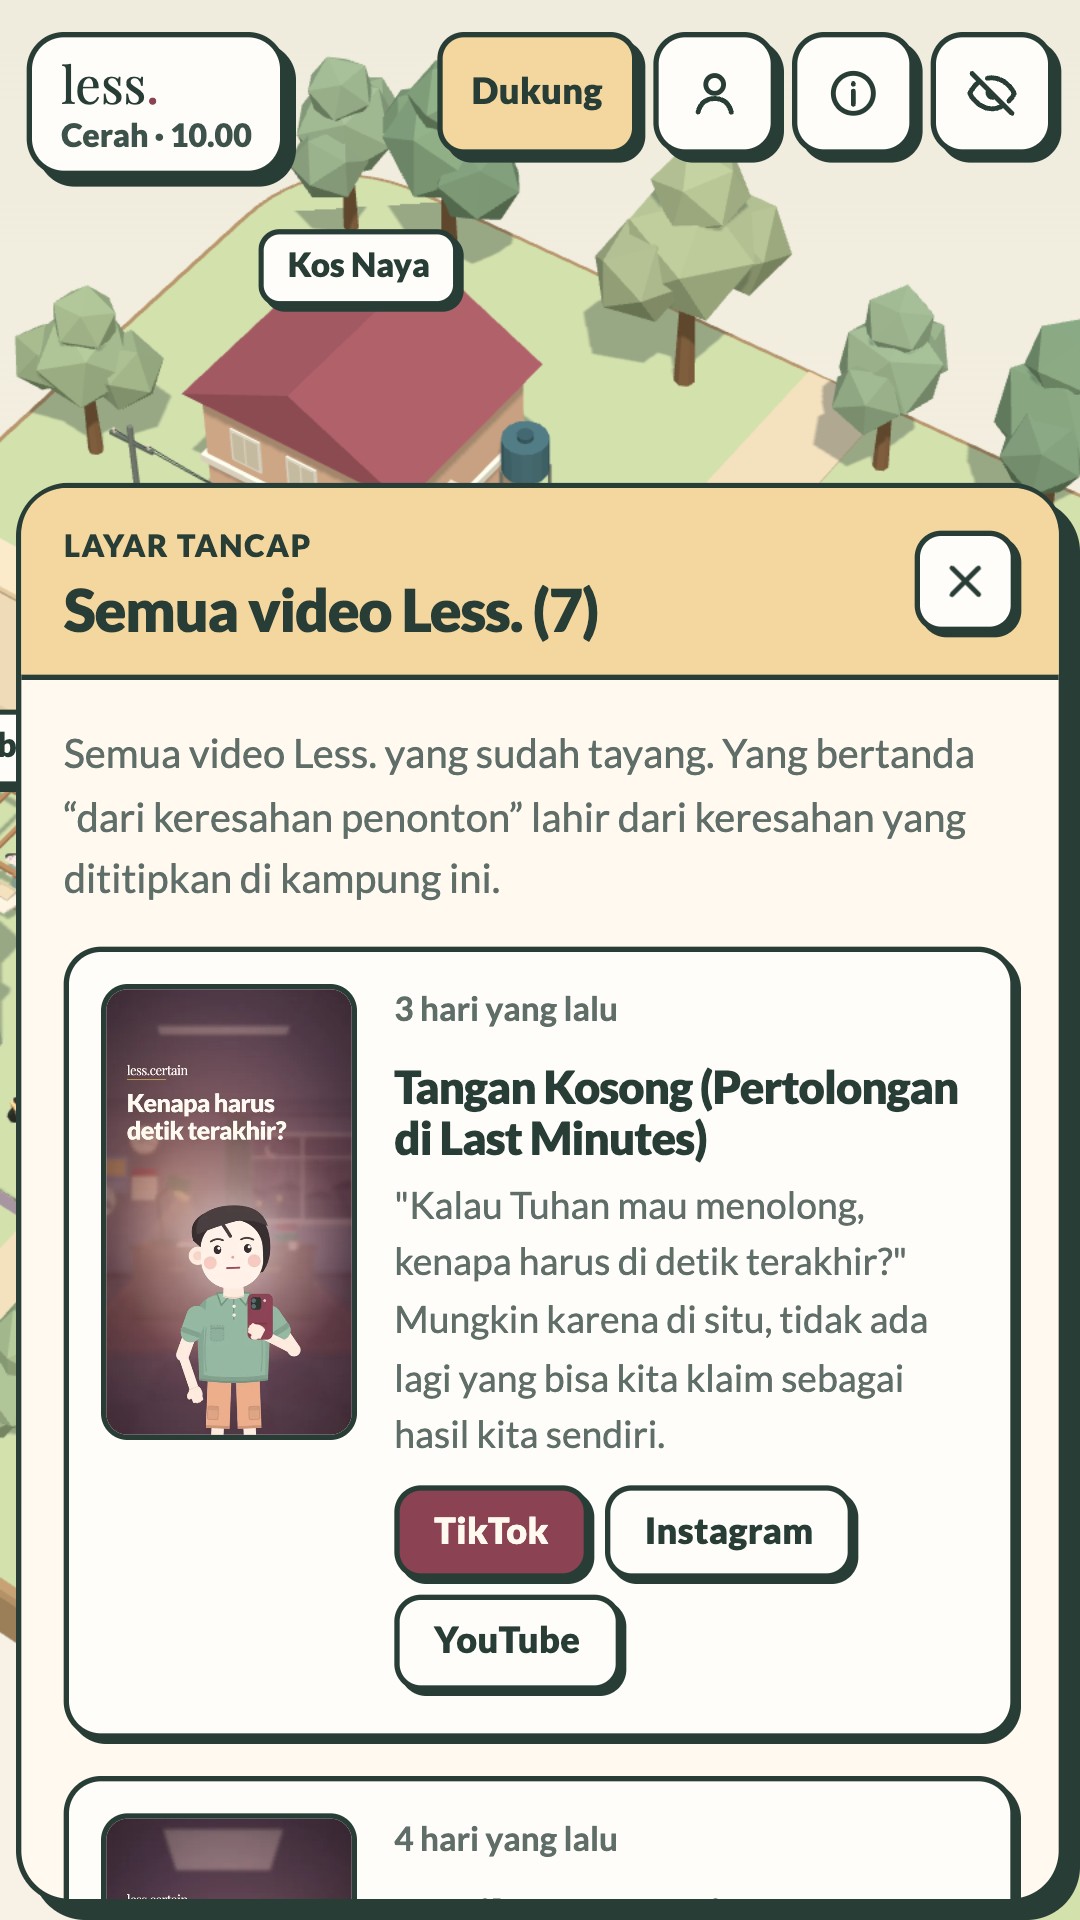 less.
Cerah · 10.00
Dukung
Kos Naya
LAYAR TANCAP
Semua video Less. (7)
b
Semua video Less. yang sudah tayang. Yang bertanda
“dari keresahan penonton” lahir dari keresahan yang
dititipkan di kampung ini.
less.certain
Kenapa harus
detik terakhir?
3 hari yang lalu
Tangan Kosong (Pertolongan
di Last Minutes)
"Kalau Tuhan mau menolong,
kenapa harus di detik terakhir?"
Mungkin karena di situ, tidak ada
lagi yang bisa kita klaim sebagai
hasil kita sendiri.
TikTok
Instagram
YouTube
4 hari yang lalu